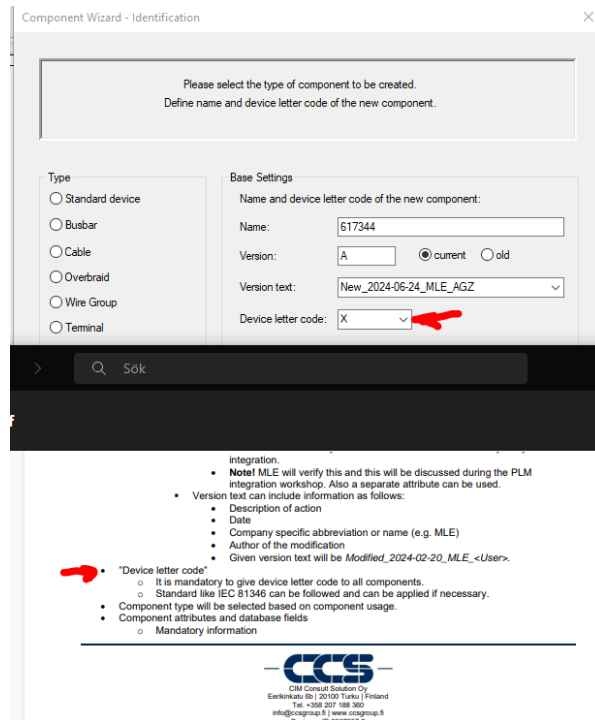 Component Wizard - Identification
Please select the type of component to be created.
Define name and device letter code of the new component.
Type
Standard device
Busbar
Cable
Overbraid
Wire Group
Terminal
Base Settings
Name and device letter code of the new component:
Name: 617344
Version: A current old
Version text: New_2024-06-24_MLE_AGZ
Device letter code: X
Sök
integration.
• Note! MLE will verify this and this will be discussed during the PLM
integration workshop. Also a separate attribute can be used.
▪ Version text can include information as follows:
• Description of action
• Date
• Company specific abbreviation or name (e.g. MLE)
• Author of the modification
• Given version text will be Modified_2024-02-20_MLE_<User>.
• "Device letter code"
o It is mandatory to give device letter code to all components.
o Standard like IEC 81346 can be followed and can be applied if necessary.
• Component type will be selected based on component usage.
• Component attributes and database fields
o Mandatory information
CCS
CIM Consult Solution Oy
Eerikinkatu 6b | 20100 Turku | Finland
Tel. +358 207 188 360
info@ccsgroup.fi | www.ccsgroup.fi